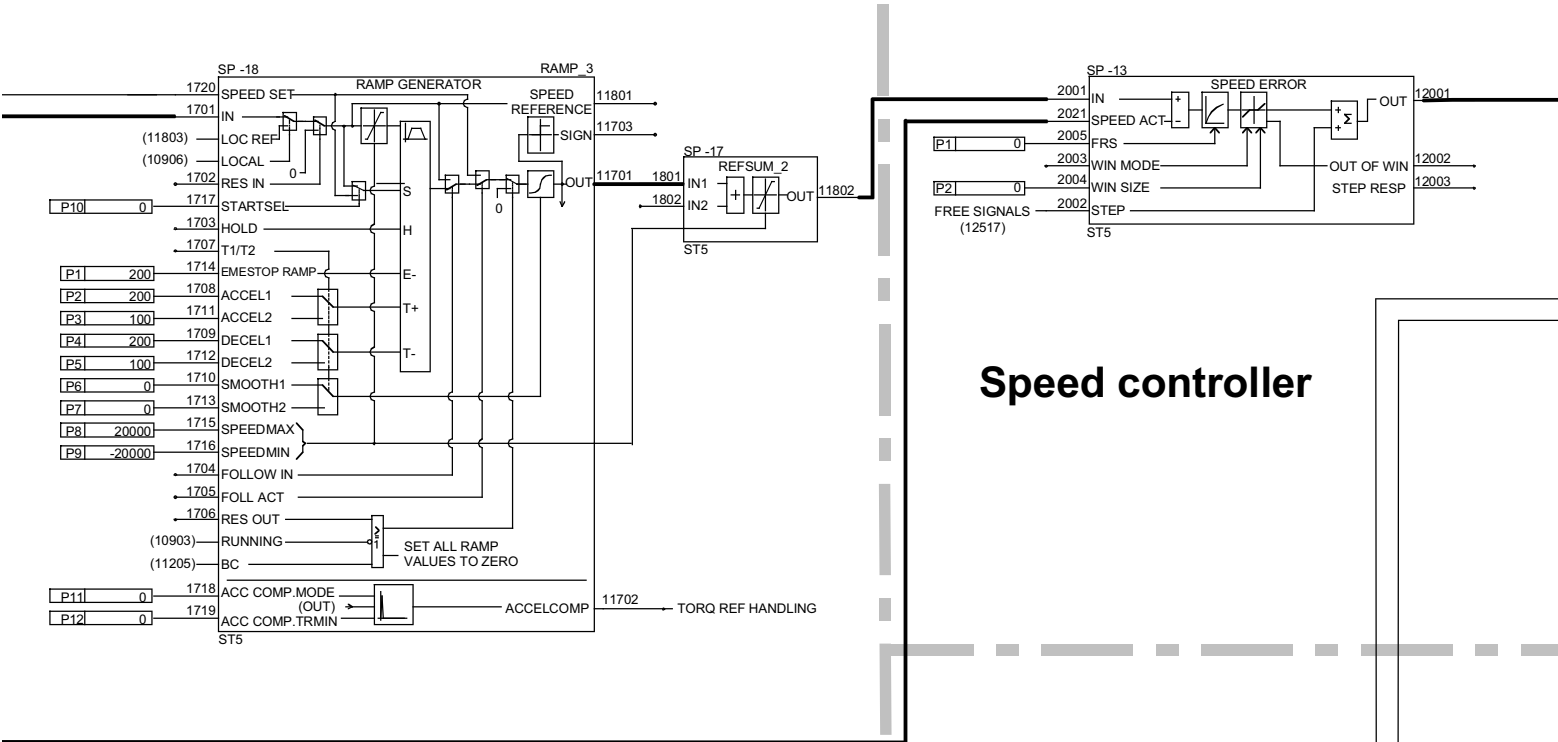 SP -18 RAMP_3
RAMP GENERATOR
1720 SPEED SET SPEED REFERENCE 11801
1701 IN
(11803) LOC REF SIGN 11703
(10906) LOCAL
0
1702 RES IN OUT 11701
P10 0 1717 STARTSEL S 0
1703 HOLD H
1707 T1/T2
P1 200 1714 EMESTOP RAMP E-
P2 200 1708 ACCEL1
T+
P3 100 1711 ACCEL2
P4 200 1709 DECEL1
T-
P5 100 1712 DECEL2
P6 0 1710 SMOOTH1
P7 0 1713 SMOOTH2
P8 20000 1715 SPEEDMAX
P9 -20000 1716 SPEEDMIN
1704 FOLLOW IN
1705 FOLL ACT
1706 RES OUT
(10903) RUNNING ≥1
(11205) BC
SET ALL RAMP
VALUES TO ZERO
P11 0 1718 ACC COMP.MODE
(OUT) ACCELCOMP 11702 TORQ REF HANDLING
P12 0 1719 ACC COMP.TRMIN
ST5
SP -17
REFSUM_2
1801 IN1 +
OUT 11802
1802 IN2
ST5
SP -13
SPEED ERROR
2001 IN + OUT 12001
2021 SPEED ACT - + + Σ
P1 0 2005 FRS
2003 WIN MODE OUT OF WIN 12002
P2 0 2004 WIN SIZE STEP RESP 12003
FREE SIGNALS 2002 STEP
(12517)
ST5
Speed controller